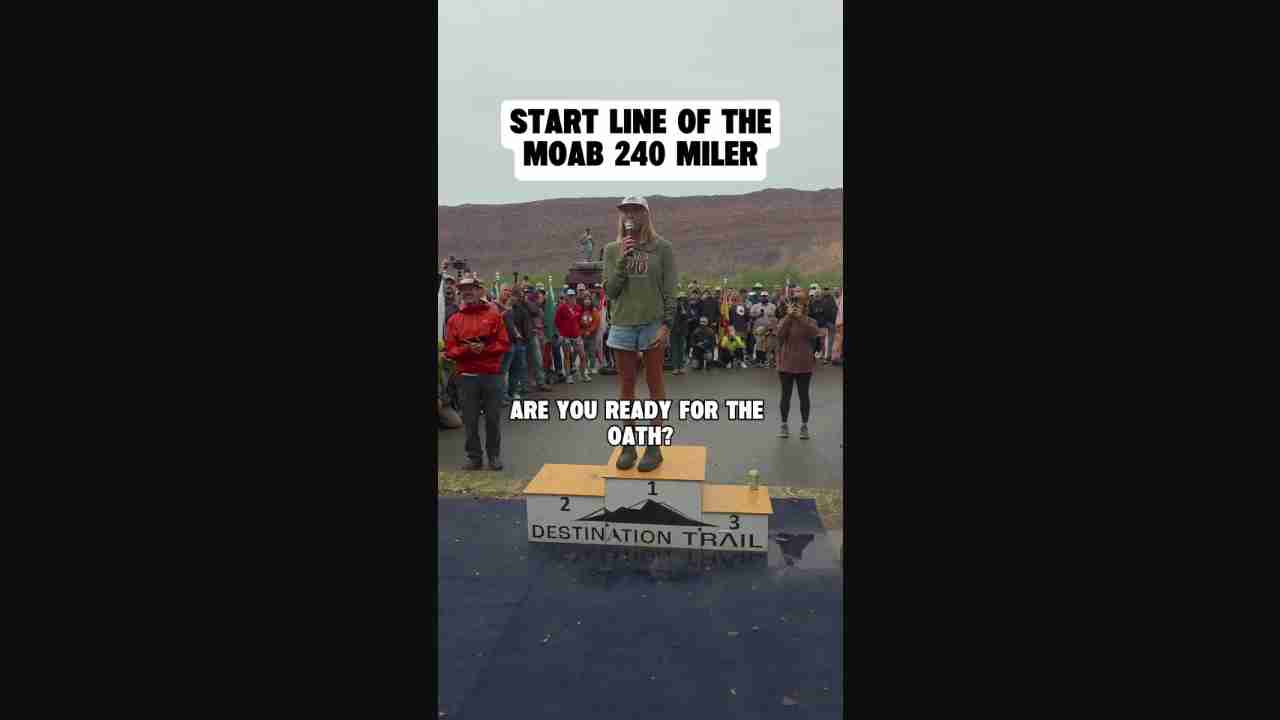 START LINE OF THE
MOAB 240 MILER
ARE YOU READY FOR THE
OATH?
1
2
3
DESTINATION TRAIL